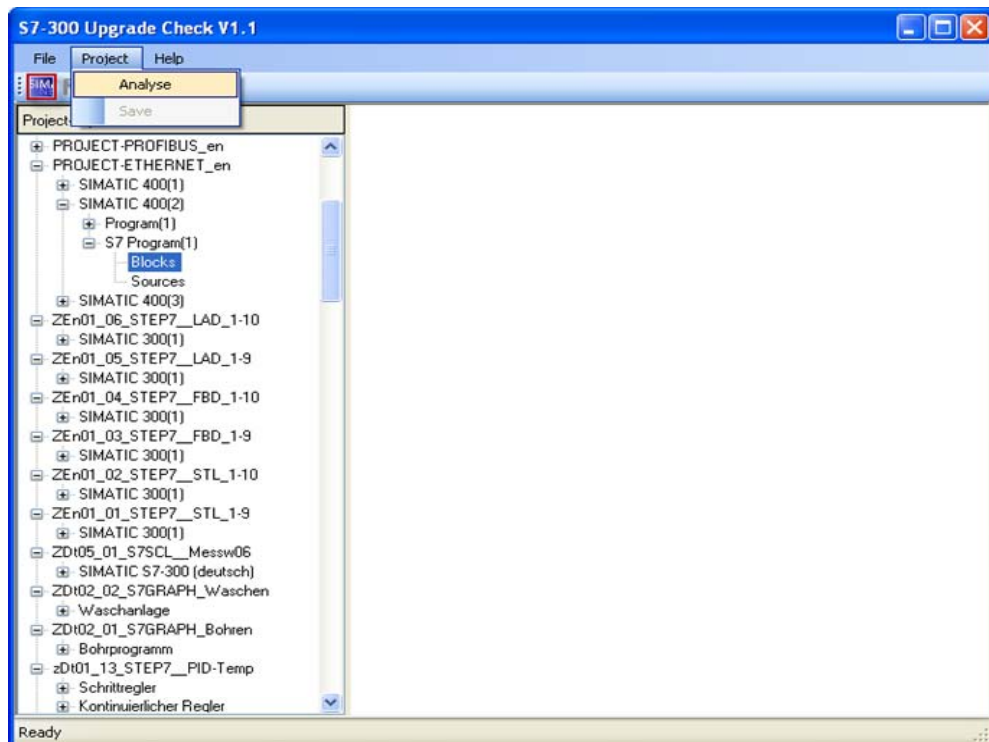 S7-300 Upgrade Check V1.1
File Project Help
Analyse
Save
SIM
Project-
PROJECT-PROFIBUS_en
PROJECT-ETHERNET_en
SIMATIC 400(1)
SIMATIC 400(2)
Program(1)
S7 Program(1)
Blocks
Sources
SIMATIC 400(3)
ZEn01_06_STEP7__LAD_1-10
SIMATIC 300(1)
ZEn01_05_STEP7__LAD_1-9
SIMATIC 300(1)
ZEn01_04_STEP7__FBD_1-10
SIMATIC 300(1)
ZEn01_03_STEP7__FBD_1-9
SIMATIC 300(1)
ZEn01_02_STEP7__STL_1-10
SIMATIC 300(1)
ZEn01_01_STEP7__STL_1-9
SIMATIC 300(1)
ZDt05_01_S7SCL__Messw06
SIMATIC S7-300 (deutsch)
ZDt02_02_S7GRAPH_Waschen
Waschanlage
ZDt02_01_S7GRAPH_Bohren
Bohrprogramm
zDt01_13_STEP7__PID-Temp
Schrittregler
Kontinuierlicher Regler
Ready